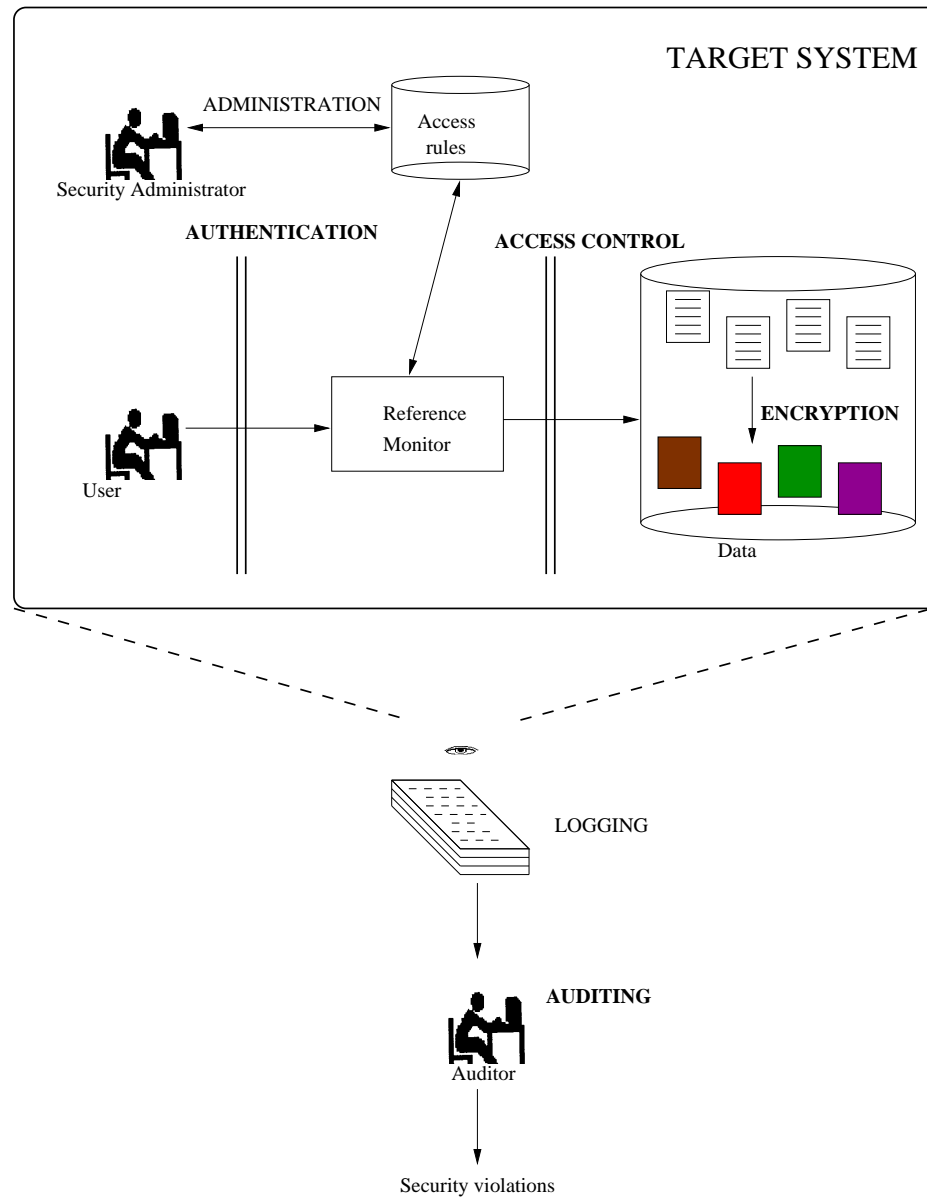 TARGET SYSTEM
ADMINISTRATION
Access
rules
Security Administrator
AUTHENTICATION
ACCESS CONTROL
Reference
Monitor
ENCRYPTION
User
Data
LOGGING
AUDITING
Auditor
Security violations